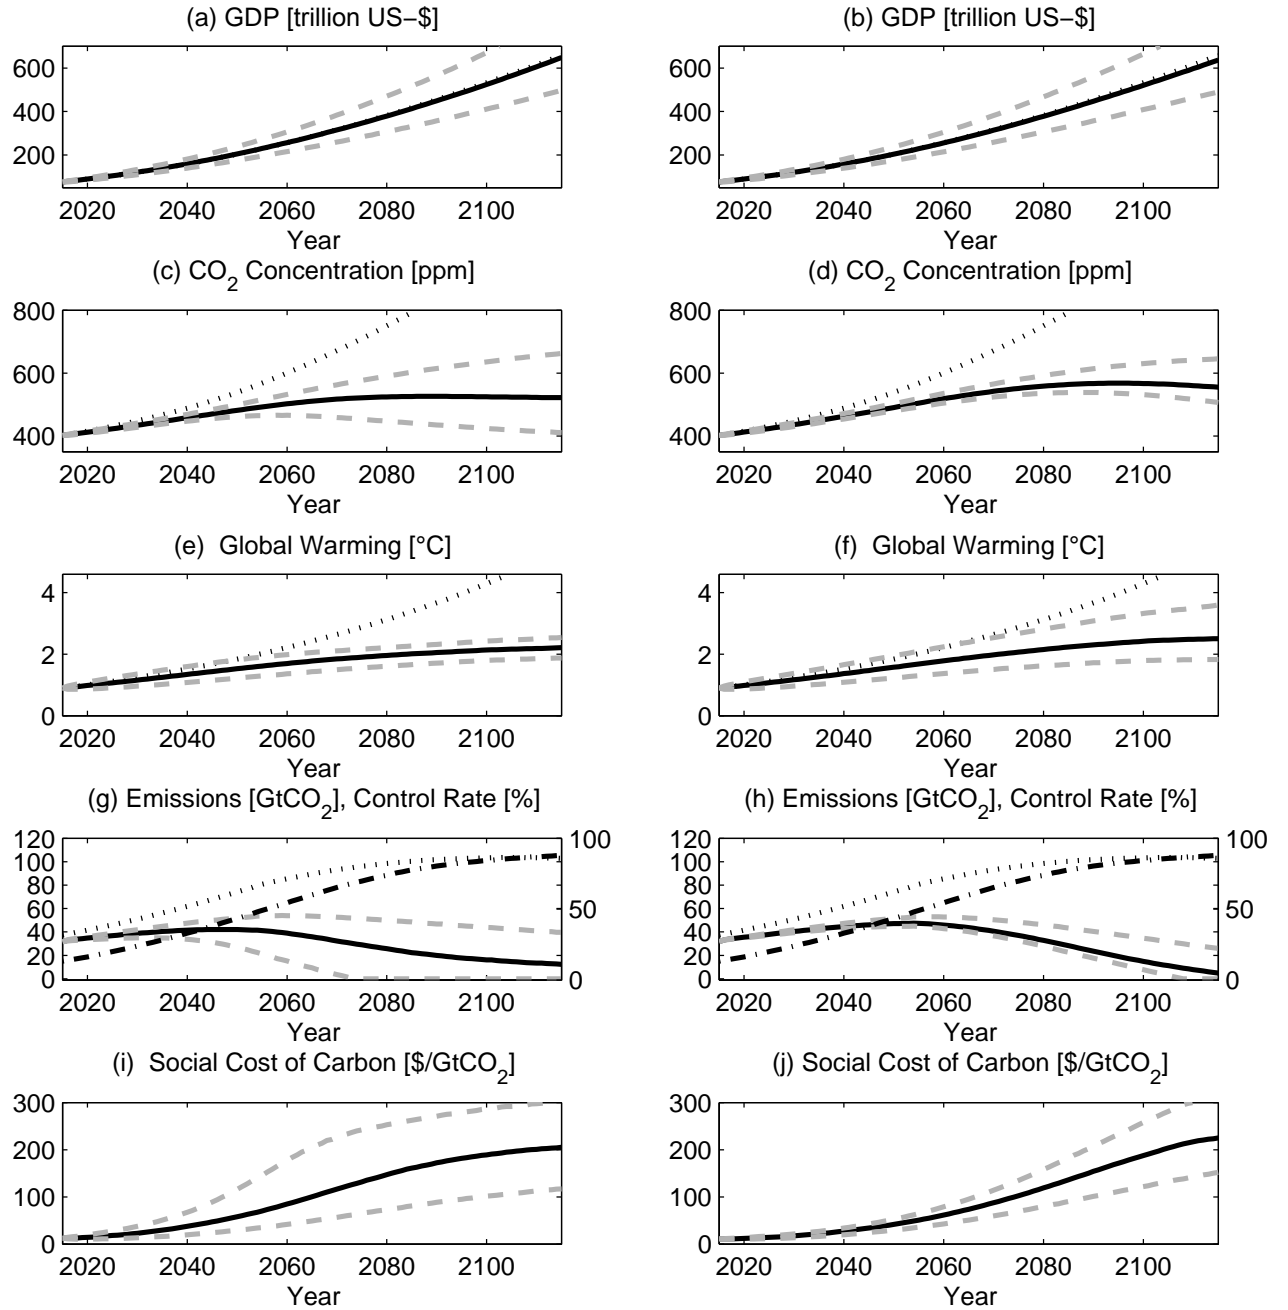 (a) GDP [trillion US−$]
600
400
200
2020 2040 2060 2080 2100
Year
(b) GDP [trillion US−$]
600
400
200
2020 2040 2060 2080 2100
Year
(c) CO2 Concentration [ppm]
800
600
400
2020 2040 2060 2080 2100
Year
(d) CO2 Concentration [ppm]
800
600
400
2020 2040 2060 2080 2100
Year
(e) Global Warming [°C]
4
2
0
2020 2040 2060 2080 2100
Year
(f) Global Warming [°C]
4
2
0
2020 2040 2060 2080 2100
Year
(g) Emissions [GtCO2], Control Rate [%]
120 100
100
80
60 50
40
20
0 0
2020 2040 2060 2080 2100
Year
(h) Emissions [GtCO2], Control Rate [%]
120 100
100
80
60 50
40
20
0 0
2020 2040 2060 2080 2100
Year
(i) Social Cost of Carbon [$/GtCO2]
300
200
100
0
2020 2040 2060 2080 2100
Year
(j) Social Cost of Carbon [$/GtCO2]
300
200
100
0
2020 2040 2060 2080 2100
Year